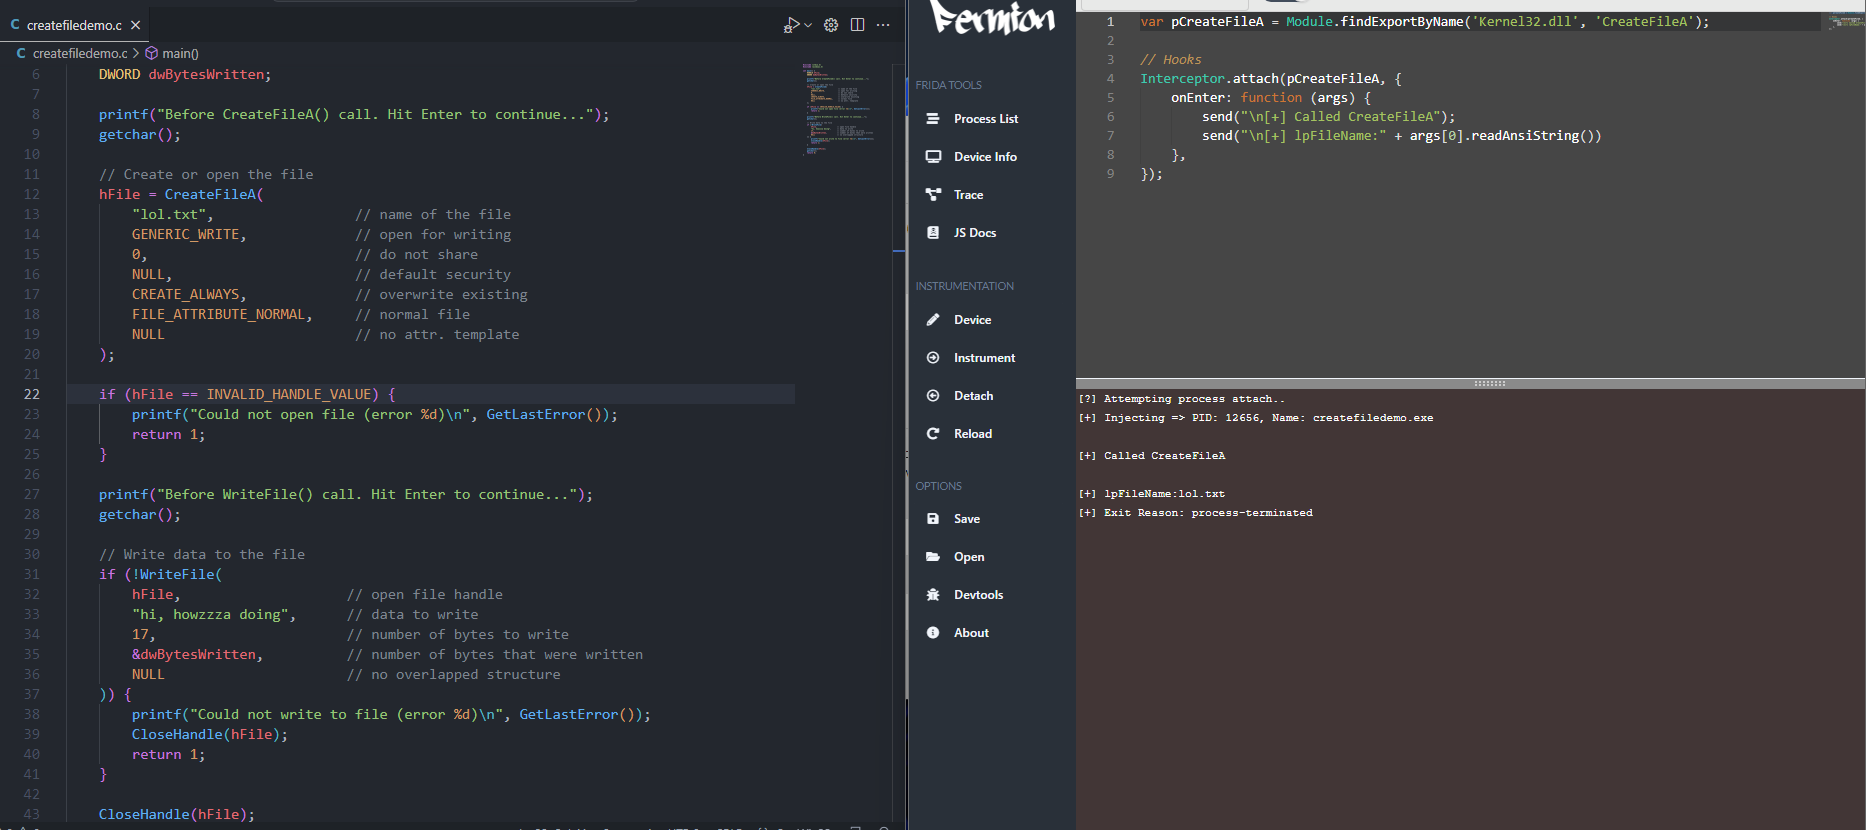 createfiledemo.c
createfiledemo.c > main()
6 DWORD dwBytesWritten;
7
8 printf("Before CreateFileA() call. Hit Enter to continue...");
9 getchar();
10
11 // Create or open the file
12 hFile = CreateFileA(
13 "lol.txt", // name of the file
14 GENERIC_WRITE, // open for writing
15 0, // do not share
16 NULL, // default security
17 CREATE_ALWAYS, // overwrite existing
18 FILE_ATTRIBUTE_NORMAL, // normal file
19 NULL // no attr. template
20 );
21
22 if (hFile == INVALID_HANDLE_VALUE) {
23 printf("Could not open file (error %d)\n", GetLastError());
24 return 1;
25 }
26
27 printf("Before WriteFile() call. Hit Enter to continue...");
28 getchar();
29
30 // Write data to the file
31 if (!WriteFile(
32 hFile, // open file handle
33 "hi, howzzza doing", // data to write
34 17, // number of bytes to write
35 &dwBytesWritten, // number of bytes that were written
36 NULL // no overlapped structure
37 )) {
38 printf("Could not write to file (error %d)\n", GetLastError());
39 CloseHandle(hFile);
40 return 1;
41 }
42
43 CloseHandle(hFile);
Fermion
FRIDA TOOLS
Process List
Device Info
Trace
JS Docs
INSTRUMENTATION
Device
Instrument
Detach
Reload
OPTIONS
Save
Open
Devtools
About
1 var pCreateFileA = Module.findExportByName('Kernel32.dll', 'CreateFileA');
2
3 // Hooks
4 Interceptor.attach(pCreateFileA, {
5 onEnter: function (args) {
6 send("\n[+] Called CreateFileA");
7 send("\n[+] lpFileName:" + args[0].readAnsiString())
8 },
9 });
[?] Attempting process attach..
[+] Injecting => PID: 12656, Name: createfiledemo.exe
[+] Called CreateFileA
[+] lpFileName:lol.txt
[+] Exit Reason: process-terminated